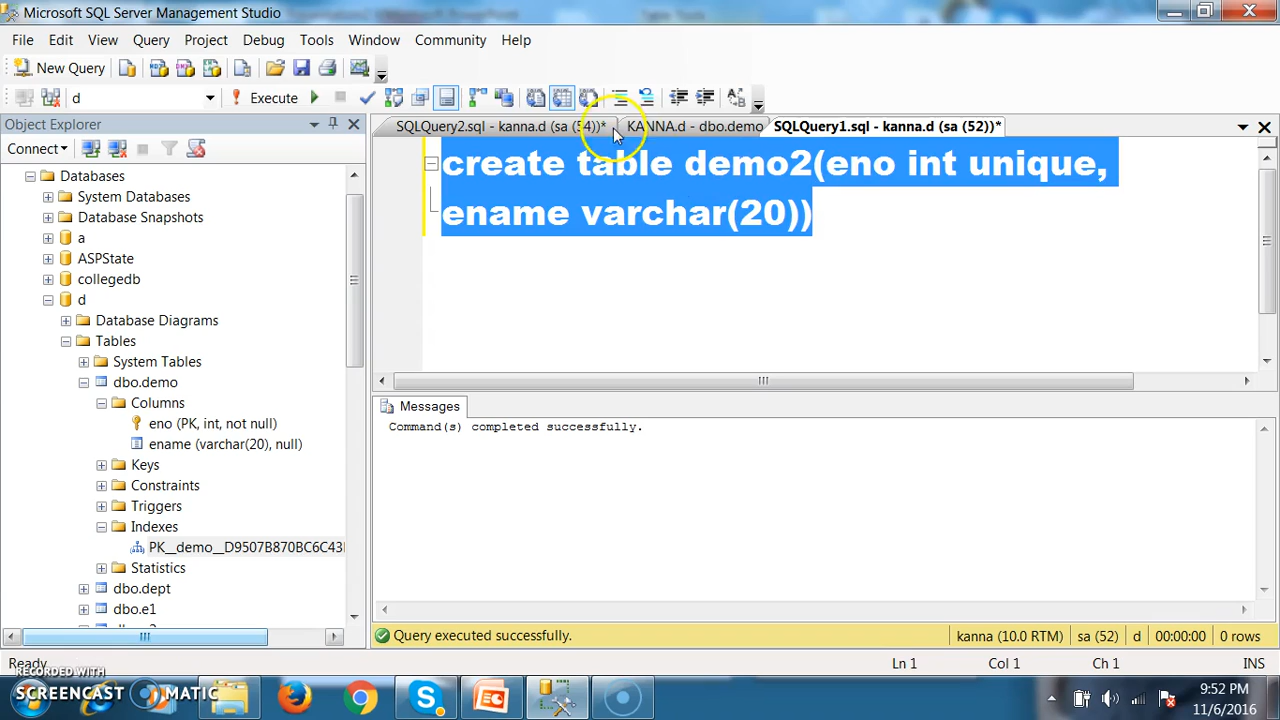 Microsoft SQL Server Management Studio
File Edit View Query Project Debug Tools Window Community Help
New Query
d Execute
Object Explorer
SQLQuery2.sql - kanna.d (sa (54))* KANNA.d - dbo.demo SQLQuery1.sql - kanna.d (sa (52))*
Connect
Databases
System Databases
Database Snapshots
a
ASPState
collegedb
d
Database Diagrams
Tables
System Tables
dbo.demo
Columns
eno (PK, int, not null)
ename (varchar(20), null)
Keys
Constraints
Triggers
Indexes
PK__demo__D9507B870BC6C43
Statistics
dbo.dept
dbo.e1
create table demo2(eno int unique,
ename varchar(20))
Messages
Command(s) completed successfully.
Query executed successfully. kanna (10.0 RTM) sa (52) d 00:00:00 0 rows
Ready Ln 1 Col 1 Ch 1 INS
RECORDED WITH
SCREENCAST MATIC
9:52 PM
11/6/2016